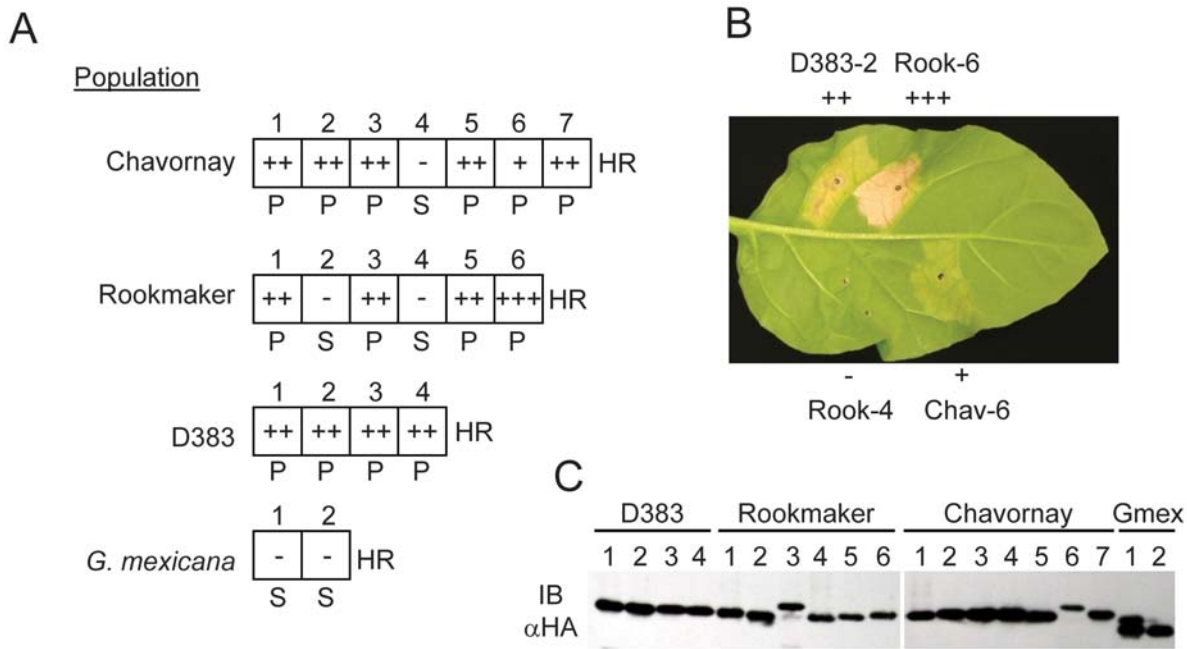 A
Population
1 2 3 4 5 6 7
Chavornay ++ ++ ++ - ++ + ++ HR
P P P S P P P
1 2 3 4 5 6
Rookmaker ++ - ++ - ++ +++ HR
P S P S P P
1 2 3 4
D383 ++ ++ ++ ++ HR
P P P P
1 2
G. mexicana - - HR
S S
B
D383-2 Rook-6
++ +++
- +
Rook-4 Chav-6
C
D383 Rookmaker Chavornay Gmex
1 2 3 4 1 2 3 4 5 6 1 2 3 4 5 6 7 1 2
IB
αHA